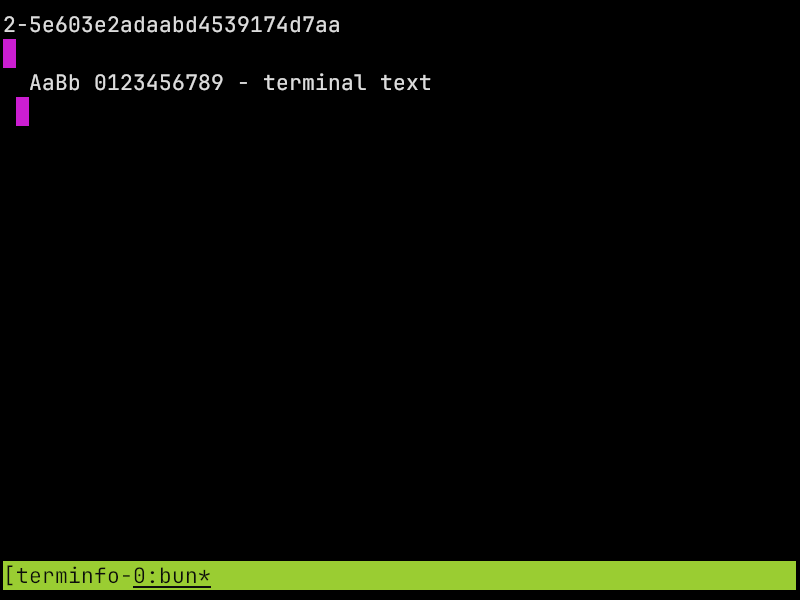 2-5e603e2adaabd4539174d7aa
AaBb 0123456789 - terminal text
[terminfo-0:bun*